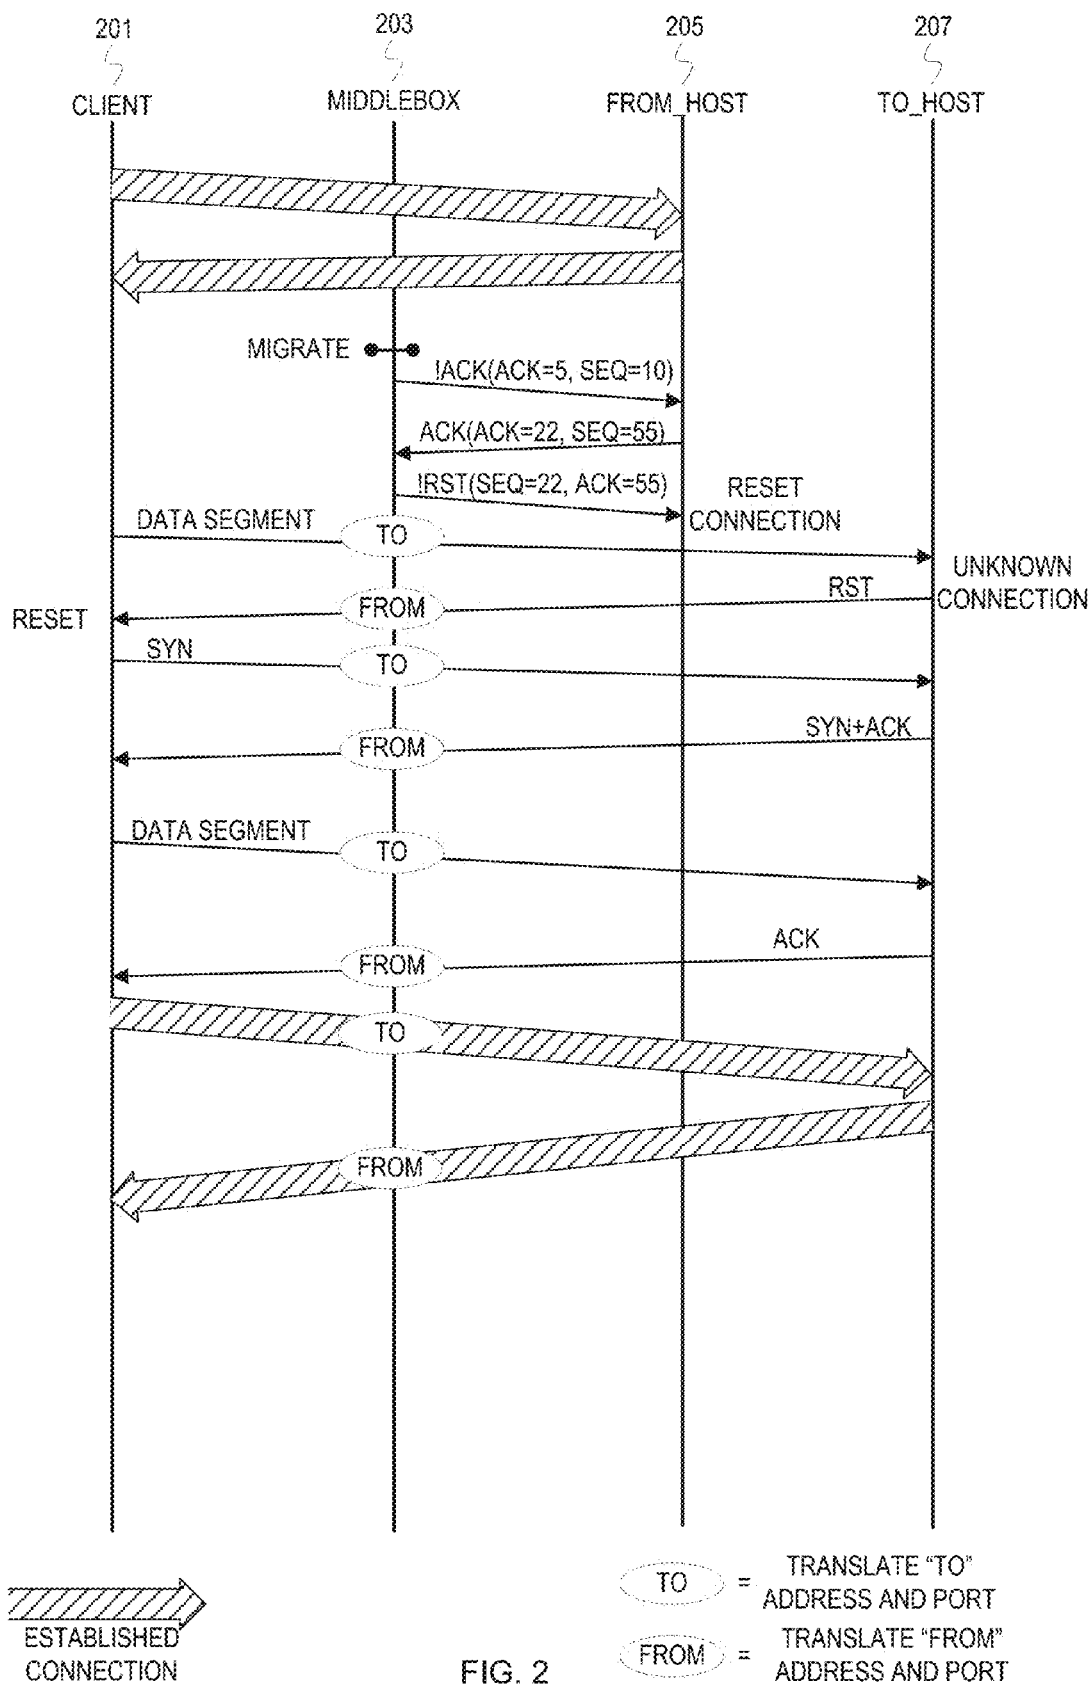 201 203 205 207
CLIENT MIDDLEBOX FROM_HOST TO_HOST
MIGRATE
!ACK(ACK=5, SEQ=10)
ACK(ACK=22, SEQ=55)
!RST(SEQ=22, ACK=55)
RESET
CONNECTION
DATA SEGMENT
TO
UNKNOWN
CONNECTION
RST
FROM
RESET
SYN
TO
SYN+ACK
FROM
DATA SEGMENT
TO
ACK
FROM
TO
FROM
ESTABLISHED
CONNECTION
TO = TRANSLATE “TO”
ADDRESS AND PORT
FROM = TRANSLATE “FROM”
ADDRESS AND PORT
FIG. 2